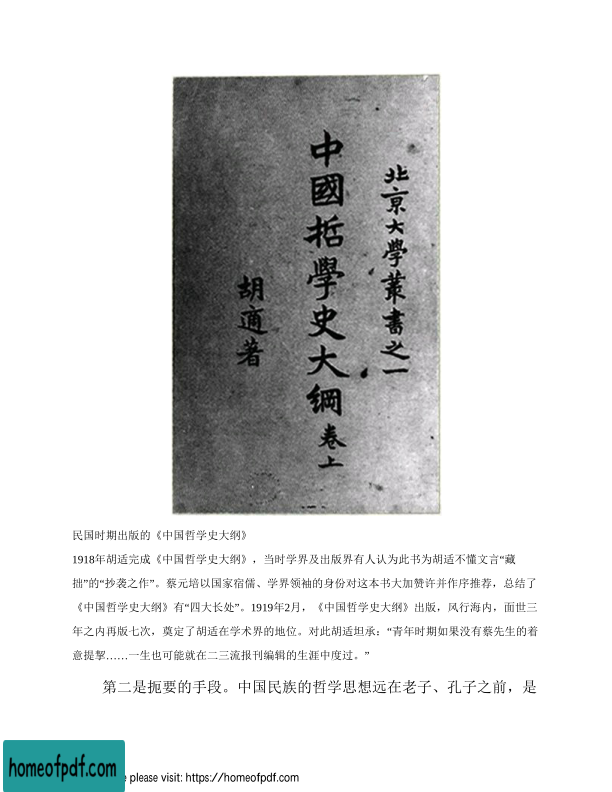 北京大學叢書之一
中國哲學史大綱 卷上
胡適著
民国时期出版的《中国哲学史大纲》
1918年胡适完成《中国哲学史大纲》，当时学界及出版界有人认为此书为胡适不懂文言“藏
拙”的“抄袭之作”。蔡元培以国家宿儒、学界领袖的身份对这本书大加赞许并作序推荐，总结了
《中国哲学史大纲》有“四大长处”。1919年2月，《中国哲学史大纲》出版，风行海内，面世三
年之内再版七次，奠定了胡适在学术界的地位。对此胡适坦承：“青年时期如果没有蔡先生的着
意提挈……一生也可能就在二三流报刊编辑的生涯中度过。”
第二是扼要的手段。中国民族的哲学思想远在老子、孔子之前，是
homeofpdf.com
e please visit: https://homeofpdf.com